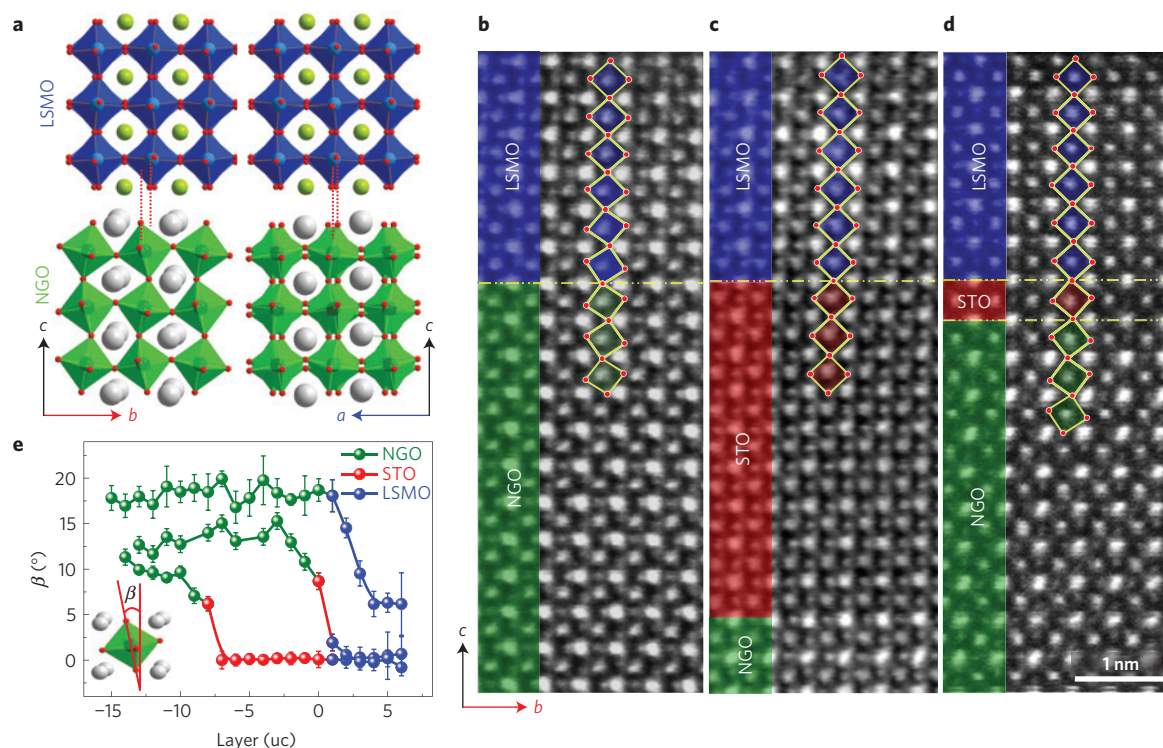 a
LSMO
NGO
c
b
c
a
b
LSMO
NGO
c
LSMO
STO
NGO
d
LSMO
STO
NGO
1 nm
c
b
e
NGO
STO
LSMO
β (°)
20
15
10
5
0
β
−15
−10
−5
0
5
Layer (uc)